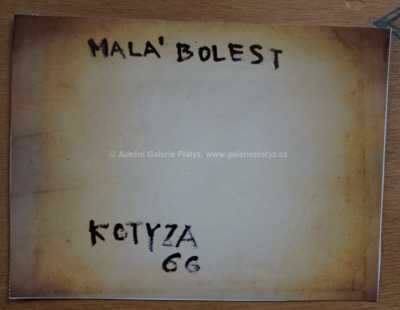 MALÁ BOLEST
© Aukční Galerie Platýz, www.galerieplatyz.cz
KOTYZA
66